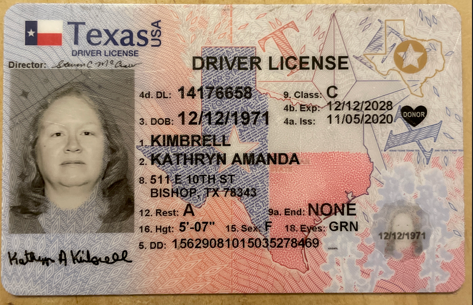 Texas USA
DRIVER LICENSE
Director:
DRIVER LICENSE
4d. DL: 14176658 9. Class: C
4b. Exp: 12/12/2028
3. DOB: 12/12/1971 4a. Iss: 11/05/2020
DONOR
1. KIMBRELL
2. KATHRYN AMANDA
8. 511 E 10TH ST
BISHOP, TX 78343
12. Rest: A 9a. End: NONE
16. Hgt: 5'-07" 15. Sex: F 18. Eyes: GRN
5. DD: 15629081015035278469
12/12/1971
Kathryn A Kimbrell